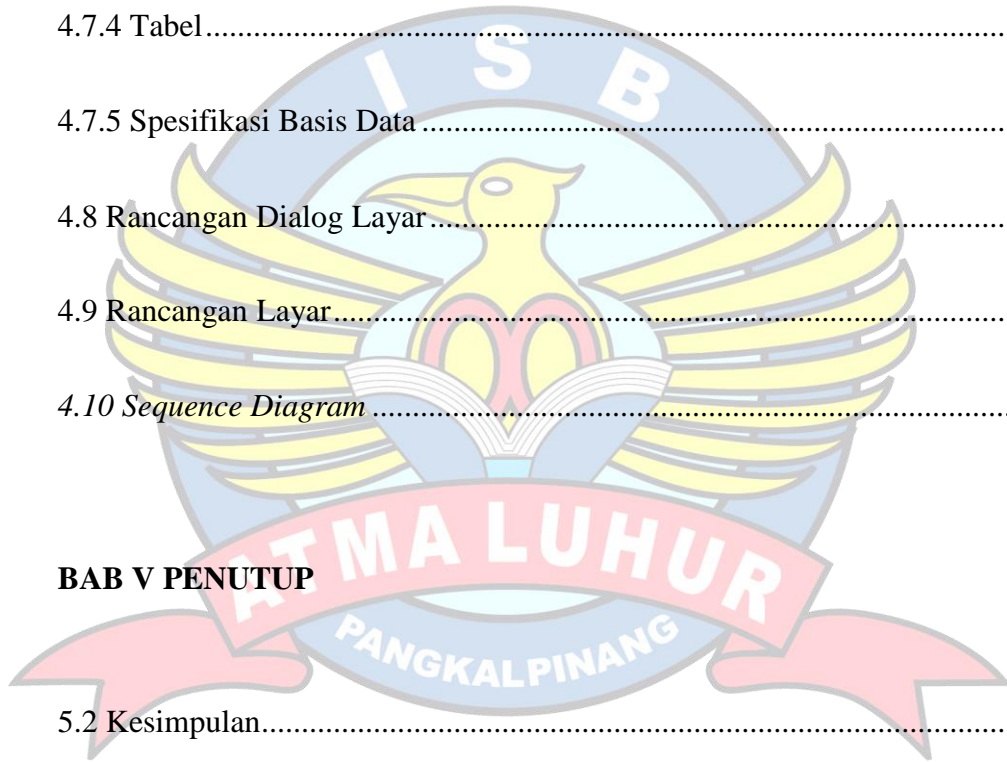 4.7.4 Tabel
4.7.5 Spesifikasi Basis Data
4.8 Rancangan Dialog Layar
4.9 Rancangan Layar
4.10 Sequence Diagram
BAB V PENUTUP
5.2 Kesimpulan
I S B
ATMA LUHUR
PANGKALPINANG